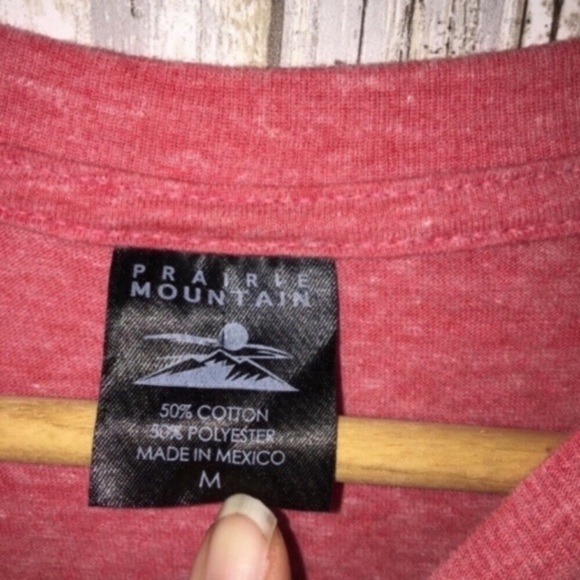 PRAIRIE
MOUNTAIN
50% COTTON
50% POLYESTER
MADE IN MEXICO
M